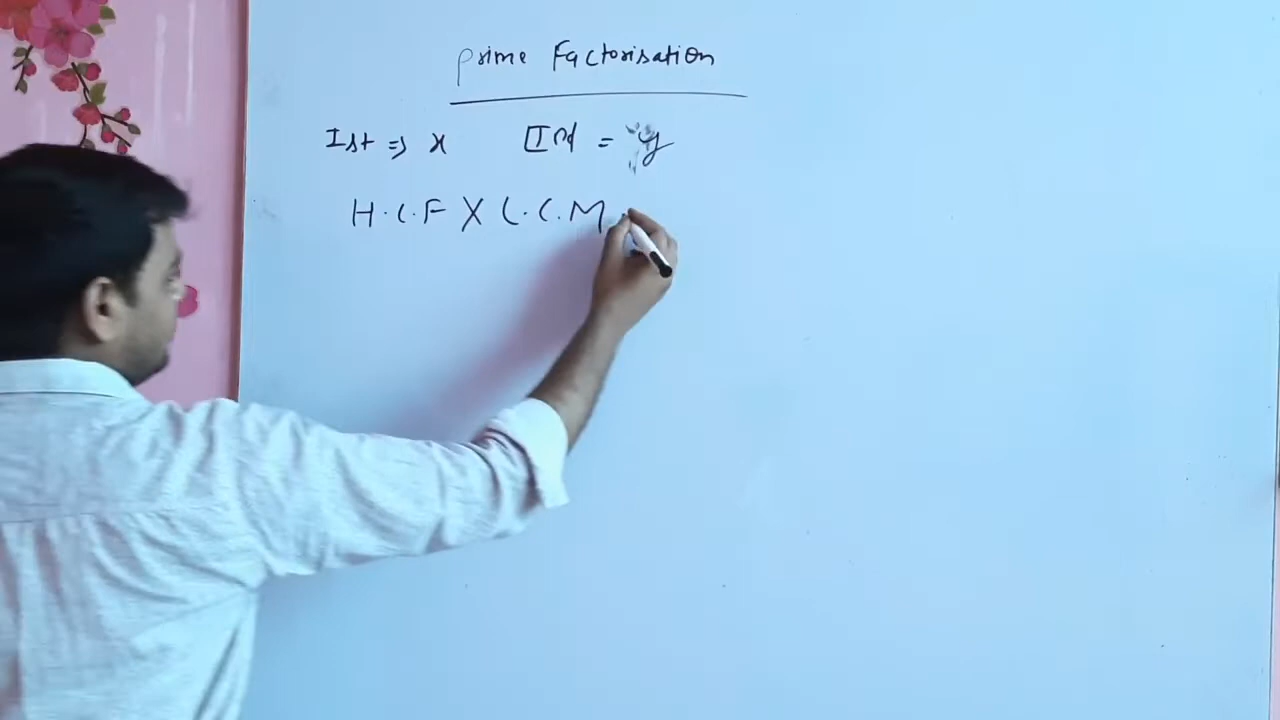 Prime Factorisation
Ist => x IInd = y
H.C.F X L.C.M